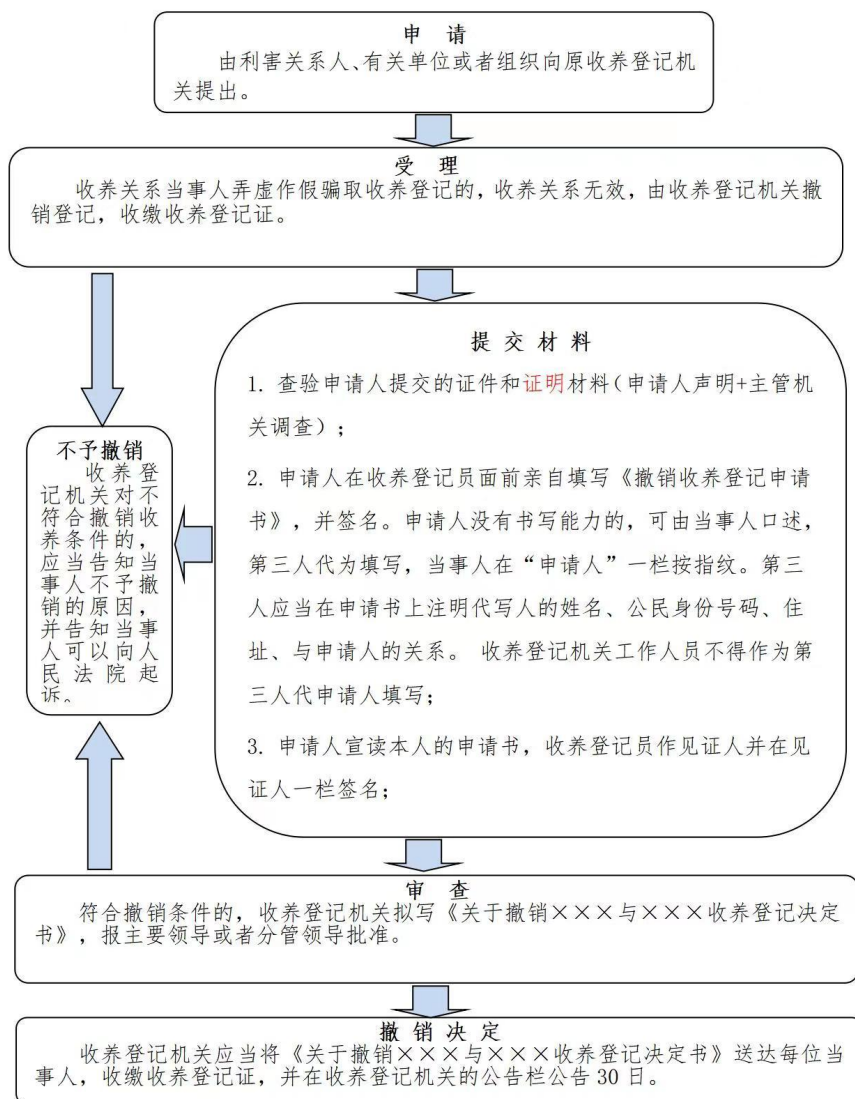 申 请
由利害关系人、有关单位或者组织向原收养登记机
关提出。
受 理
收养关系当事人弄虚作假骗取收养登记的，收养关系无效，由收养登记机关撤
销登记，收缴收养登记证。
提 交 材 料
1. 查验申请人提交的证件和证明材料（申请人声明+主管机
关调查）；
2. 申请人在收养登记员面前亲自填写《撤销收养登记申请
书》，并签名。申请人没有书写能力的，可由当事人口述，
第三人代为填写，当事人在“申请人”一栏按指纹。第三
人应当在申请书上注明代写人的姓名、公民身份号码、住
址、与申请人的关系。 收养登记机关工作人员不得作为第
三人代申请人填写；
3. 申请人宣读本人的申请书，收养登记员作见证人并在见
证人一栏签名；
不予撤销
收养登
记机关对不
符合撤销收
养条件的，
应当告知当
事人不予撤
销的原因，
并告知当事
人可以向人
民法院起
诉。
审 查
符合撤销条件的，收养登记机关拟写《关于撤销×××与×××收养登记决定
书》，报主要领导或者分管领导批准。
撤 销 决 定
收养登记机关应当将《关于撤销×××与×××收养登记决定书》送达每位当
事人，收缴收养登记证，并在收养登记机关的公告栏公告 30 日。